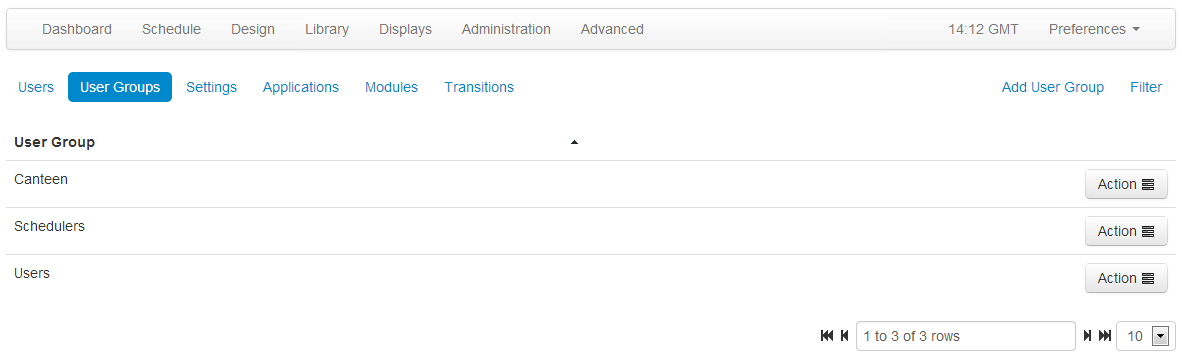 Dashboard Schedule Design Library Displays Administration Advanced 14:12 GMT Preferences
Users User Groups Settings Applications Modules Transitions Add User Group Filter
User Group
Canteen Action
Schedulers Action
Users Action
1 to 3 of 3 rows 10